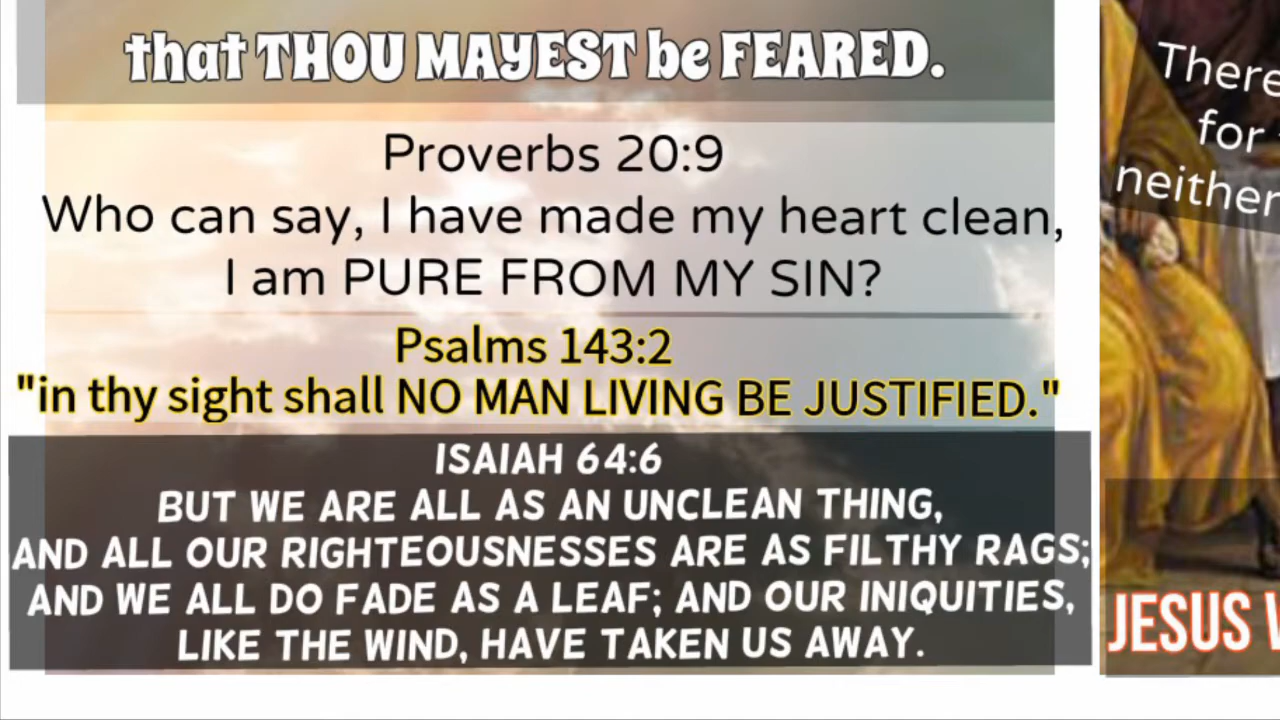 that THOU MAYEST be FEARED.
Proverbs 20:9
Who can say, I have made my heart clean,
I am PURE FROM MY SIN?
Psalms 143:2
"in thy sight shall NO MAN LIVING BE JUSTIFIED."
ISAIAH 64:6
BUT WE ARE ALL AS AN UNCLEAN THING,
AND ALL OUR RIGHTEOUSNESSES ARE AS FILTHY RAGS;
AND WE ALL DO FADE AS A LEAF; AND OUR INIQUITIES,
LIKE THE WIND, HAVE TAKEN US AWAY.
There
for
neither
JESUS